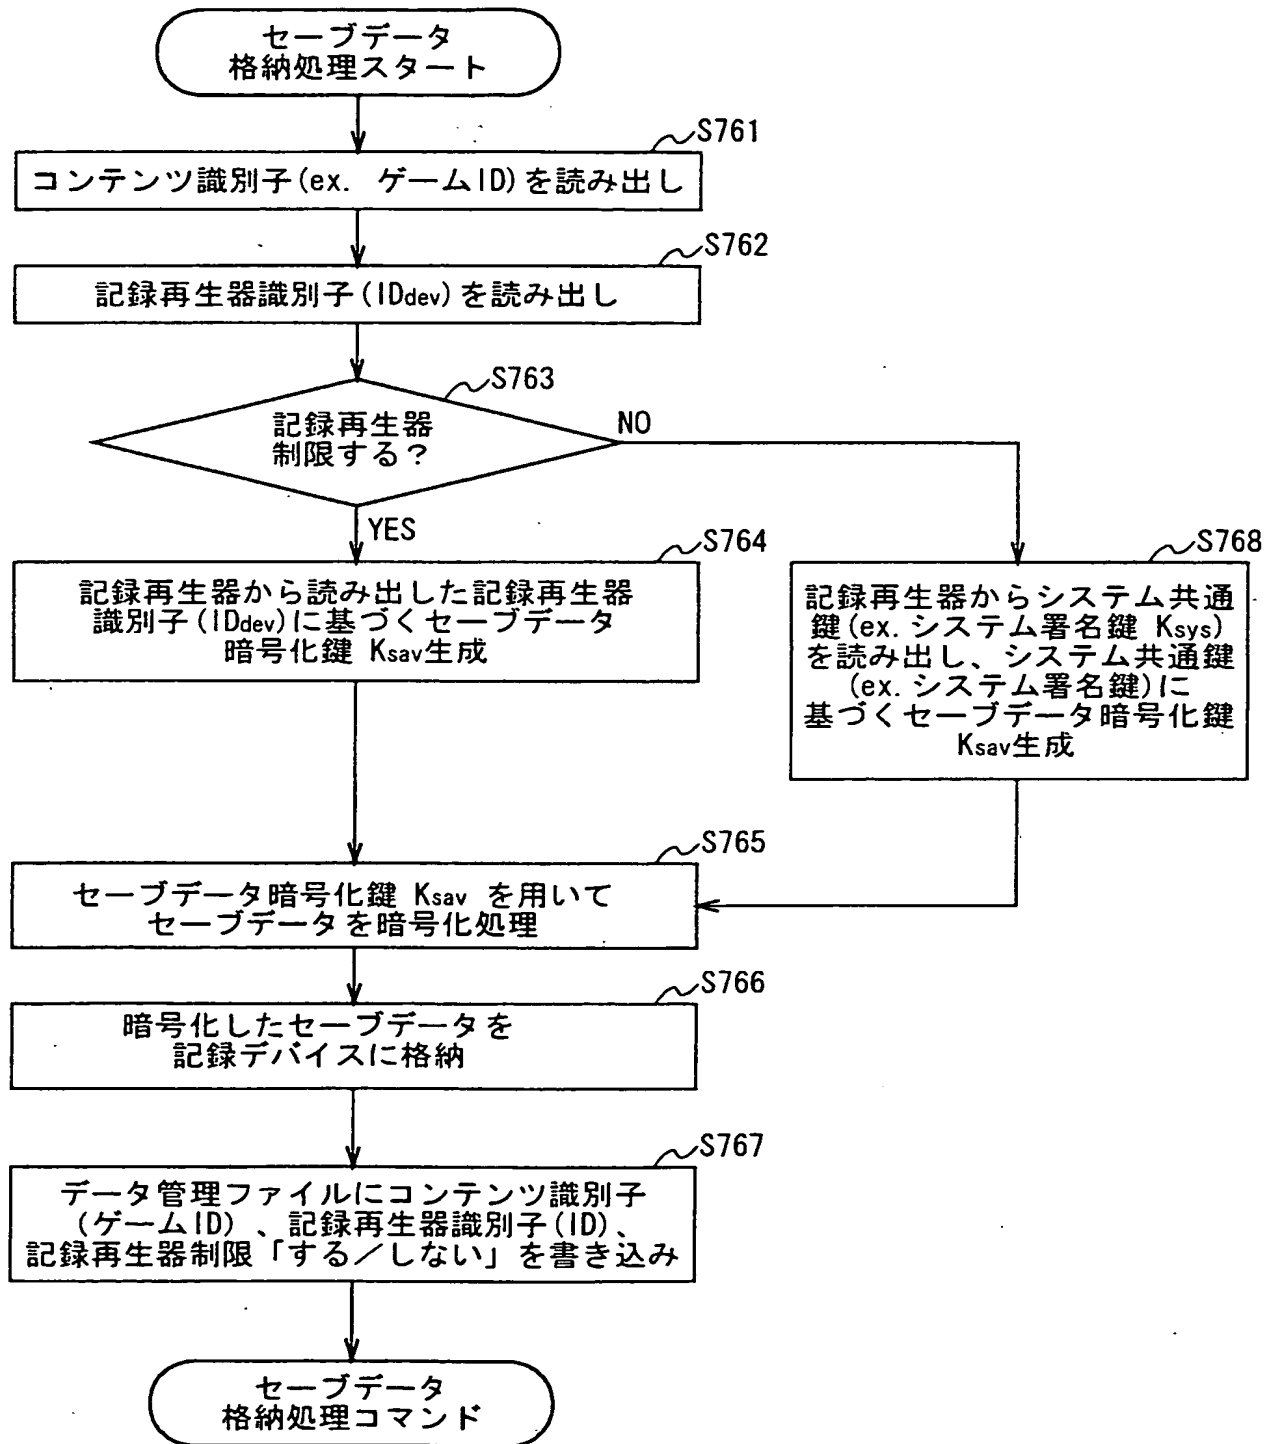 セーブデータ
格納処理スタート
S761
コンテンツ識別子(ex. ゲームID)を読み出し
S762
記録再生器識別子(IDdev)を読み出し
S763
記録再生器
制限する?
NO
YES
S764
記録再生器から読み出した記録再生器
識別子(IDdev)に基づくセーブデータ
暗号化鍵 Ksav生成
S768
記録再生器からシステム共通
鍵(ex.システム署名鍵 Ksys)
を読み出し、システム共通鍵
(ex.システム署名鍵)に
基づくセーブデータ暗号化鍵
Ksav生成
S765
セーブデータ暗号化鍵 Ksav を用いて
セーブデータを暗号化処理
S766
暗号化したセーブデータを
記録デバイスに格納
S767
データ管理ファイルにコンテンツ識別子
(ゲームID)、記録再生器識別子(ID)、
記録再生器制限「する/しない」を書き込み
セーブデータ
格納処理コマンド